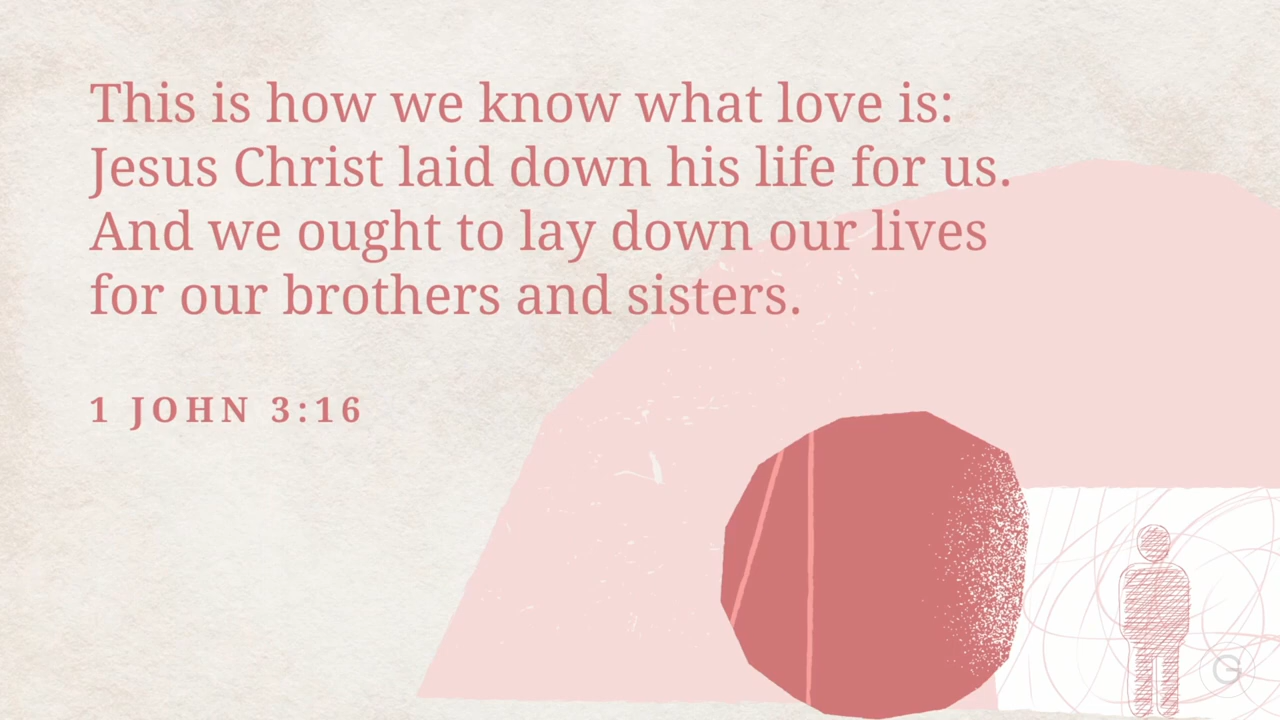 This is how we know what love is:
Jesus Christ laid down his life for us.
And we ought to lay down our lives
for our brothers and sisters.
1 JOHN 3:16
G